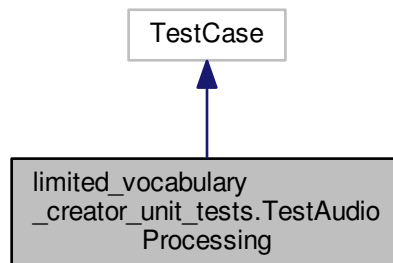 TestCase
limited_vocabulary
_creator_unit_tests.TestAudio
Processing